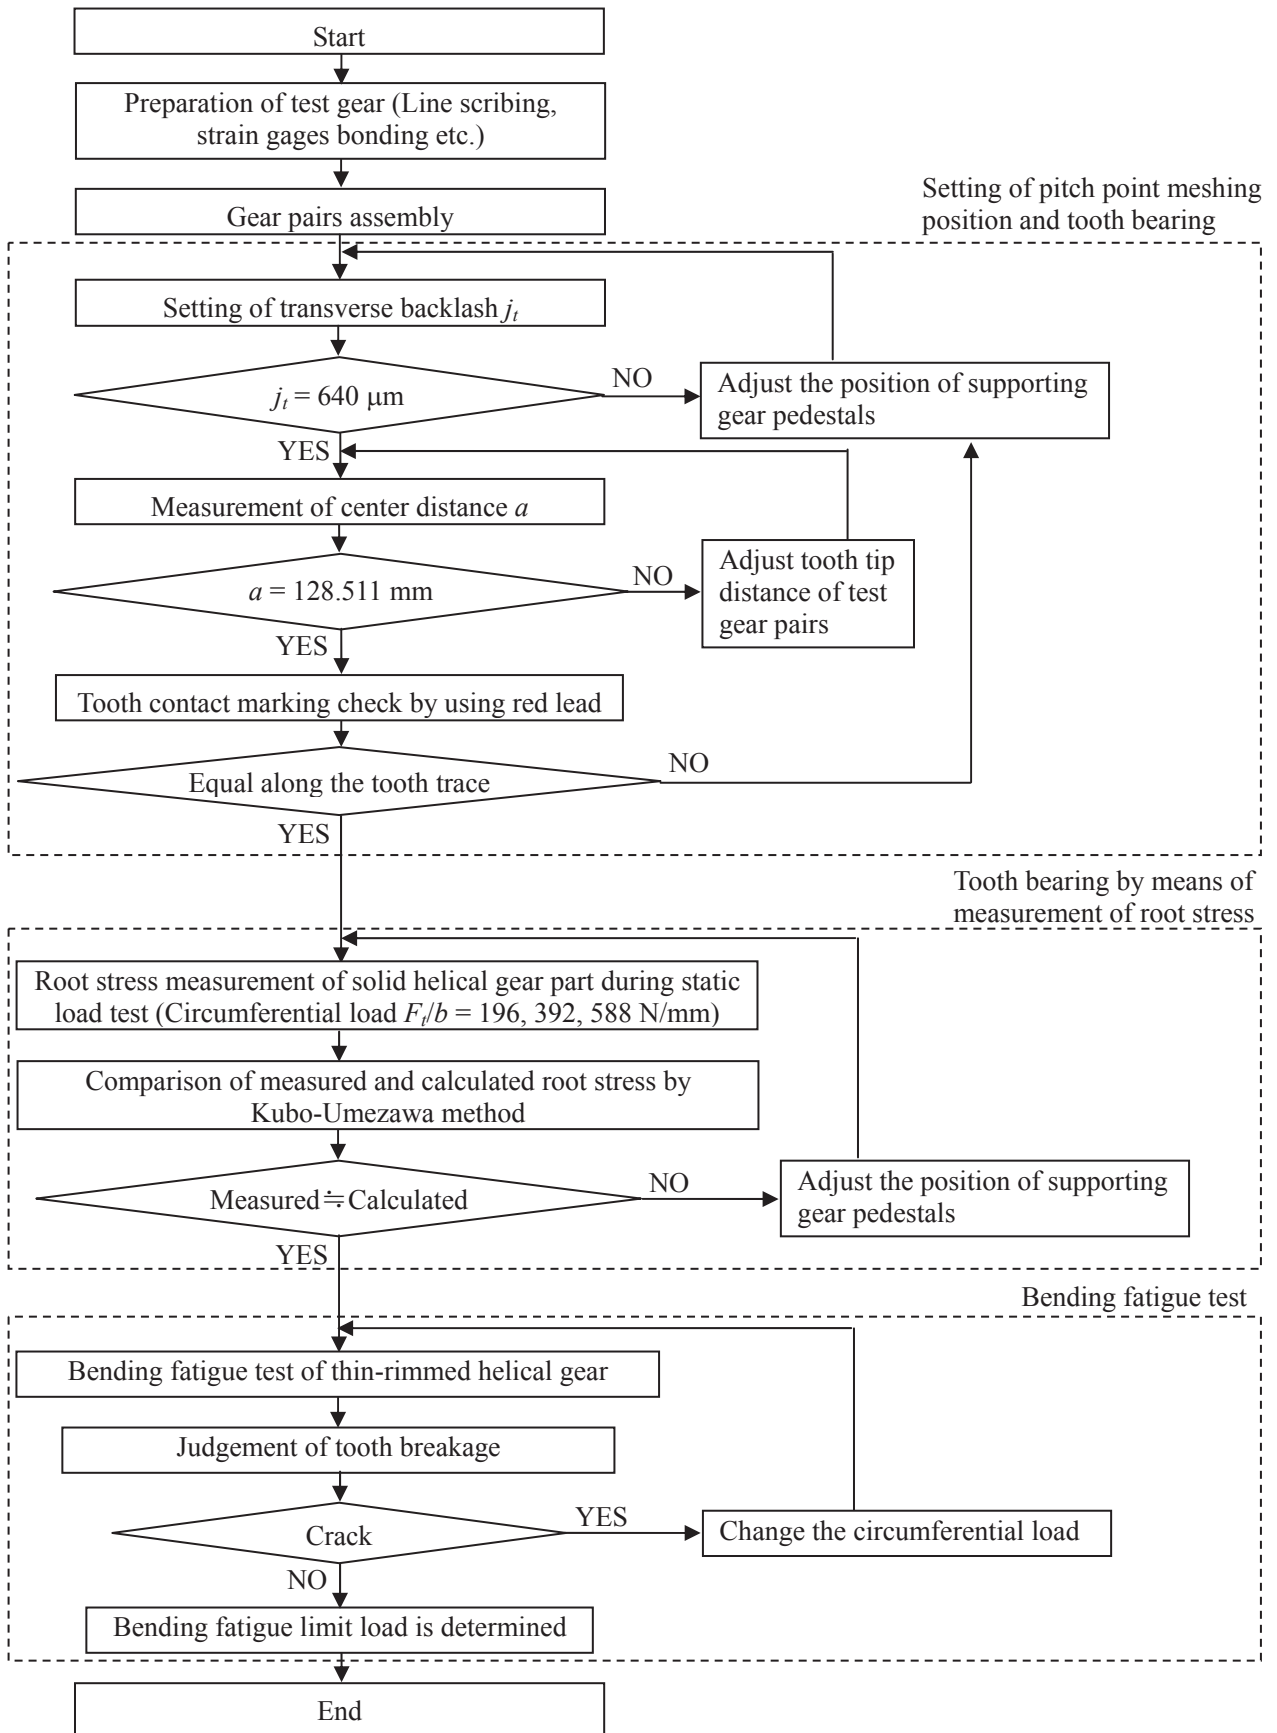 Start
Preparation of test gear (Line scribing,
strain gages bonding etc.)
Gear pairs assembly
Setting of pitch point meshing
position and tooth bearing
Setting of transverse backlash jt
jt = 640 μm
NO
Adjust the position of supporting
gear pedestals
YES
Measurement of center distance a
a = 128.511 mm
NO
Adjust tooth tip
distance of test
gear pairs
YES
Tooth contact marking check by using red lead
Equal along the tooth trace
NO
YES
Tooth bearing by means of
measurement of root stress
Root stress measurement of solid helical gear part during static
load test (Circumferential load Ft/b = 196, 392, 588 N/mm)
Comparison of measured and calculated root stress by
Kubo-Umezawa method
Measured≒Calculated
NO
Adjust the position of supporting
gear pedestals
YES
Bending fatigue test
Bending fatigue test of thin-rimmed helical gear
Judgement of tooth breakage
Crack
YES
Change the circumferential load
NO
Bending fatigue limit load is determined
End